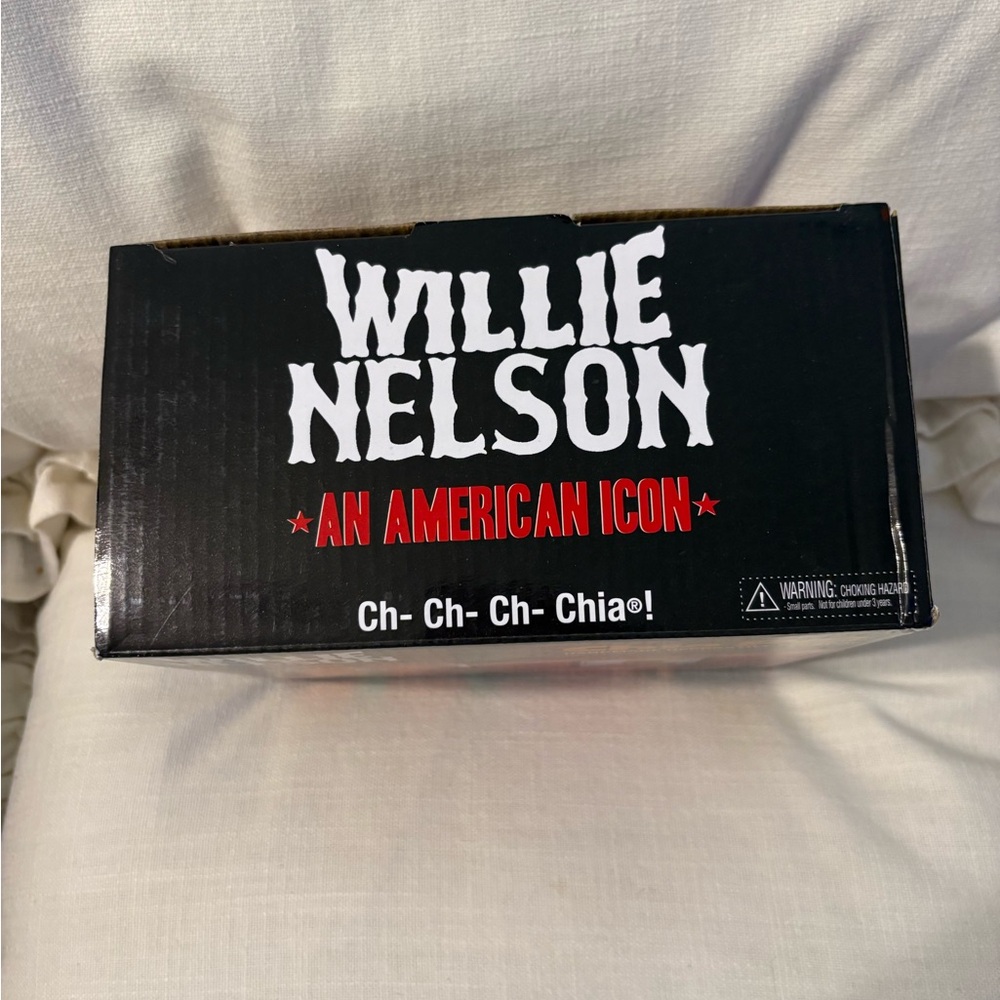 WILLIE
NELSON
★AN AMERICAN ICON★
Ch- Ch- Ch- Chia®!
WARNING: CHOKING HAZARD
- Small parts. Not for children under 3 years.